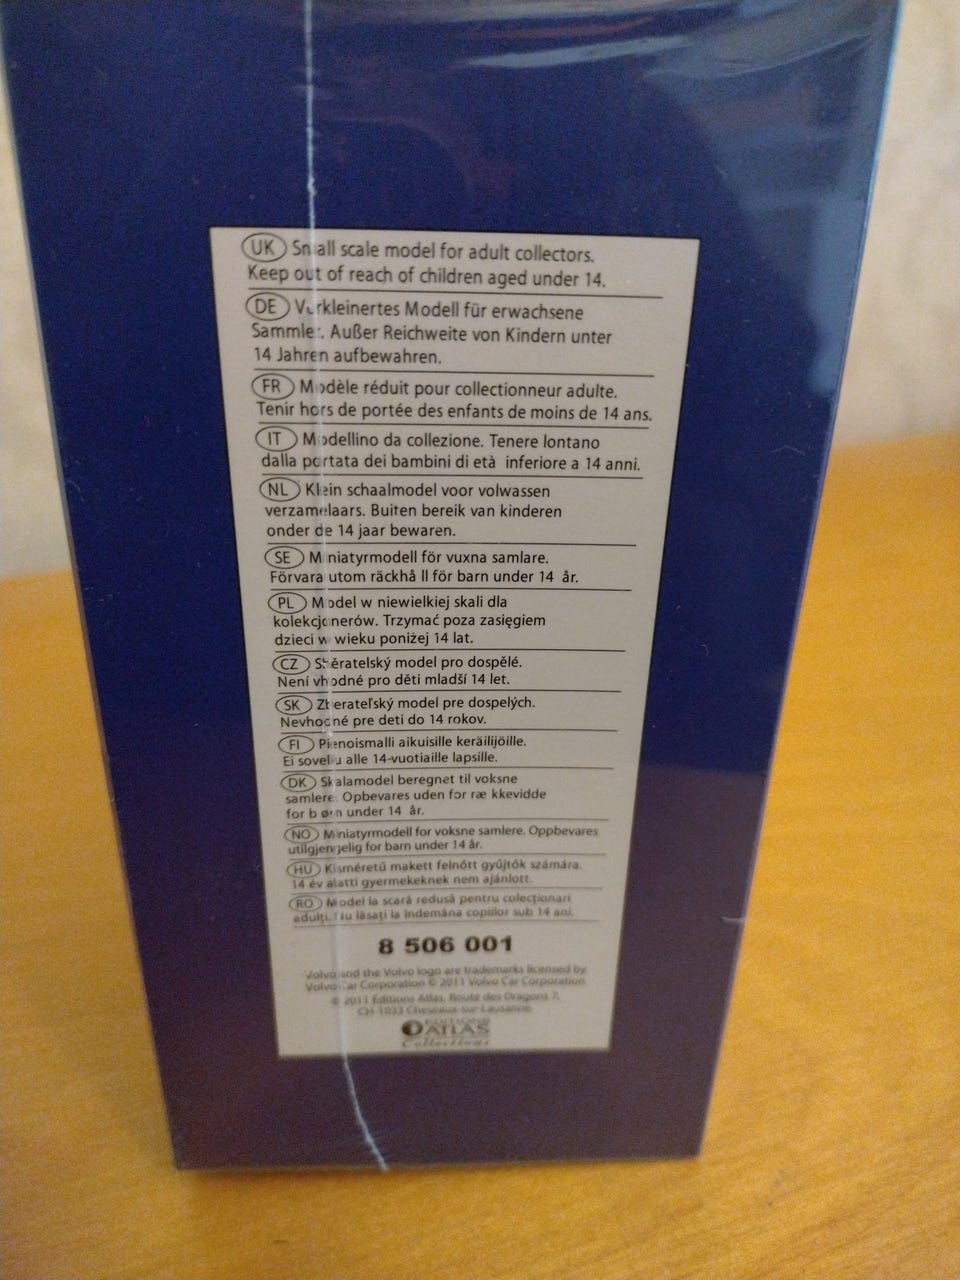 UK Small scale model for adult collectors.
Keep out of reach of children aged under 14.
DE Verkleinertes Modell für erwachsene
Sammler. Außer Reichweite von Kindern unter
14 Jahren aufbewahren.
FR Modèle réduit pour collectionneur adulte.
Tenir hors de portée des enfants de moins de 14 ans.
IT Modellino da collezione. Tenere lontano
dalla portata dei bambini di età inferiore a 14 anni.
NL Klein schaalmodel voor volwassen
verzamelaars. Buiten bereik van kinderen
onder de 14 jaar bewaren.
SE Miniatyrmodell för vuxna samlare.
Förvara utom räckhå ll för barn under 14 år.
PL Model w niewielkiej skali dla
kolekcjonerów. Trzymać poza zasięgiem
dzieci w wieku poniżej 14 lat.
CZ Sběratelský model pro dospělé.
Není vhodné pro děti mladší 14 let.
SK Zberateľský model pre dospelých.
Nevhodné pre deti do 14 rokov.
FI Pienoismalli aikuisille keräilijöille.
Ei sovellu alle 14-vuotiaille lapsille.
DK Skalamodel beregnet til voksne
samlere. Opbevares uden for ræ kkevidde
for b ørn under 14 år.
NO Miniatyrmodell for voksne samlere. Oppbevares
utilgjengelig for barn under 14 år.
HU Kisméretű makett felnőtt gyűjtők számára.
14 év alatti gyermekeknek nem ajánlott.
RO Model la scară redusă pentru colecționari
adulți. Nu lăsați la îndemâna copiilor sub 14 ani.
8 506 001
Volvo and the Volvo logo are trademarks licensed by
Volvo Car Corporation © 2011 Volvo Car Corporation
© 2011 Editions Atlas, Route des Dragons 7,
CH-1033 Cheseaux-sur-Lausanne.
EDITIONS
ATLAS
Collections